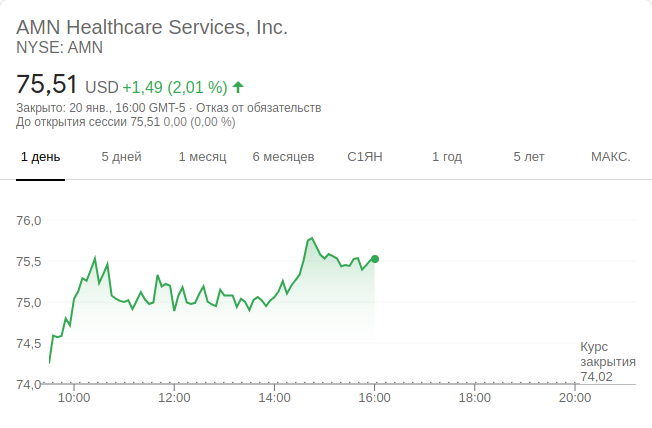 AMN Healthcare Services, Inc.
NYSE: AMN
75,51 USD +1,49 (2,01 %)
Закрыто: 20 янв., 16:00 GMT-5 · Отказ от обязательств
До открытия сессии 75,51 0,00 (0,00 %)
1 день 5 дней 1 месяц 6 месяцев С1ЯН 1 год 5 лет МАКС.
76,0
75,5
75,0
74,5
Курс
закрытия
74,02
74,0
10:00 12:00 14:00 16:00 18:00 20:00